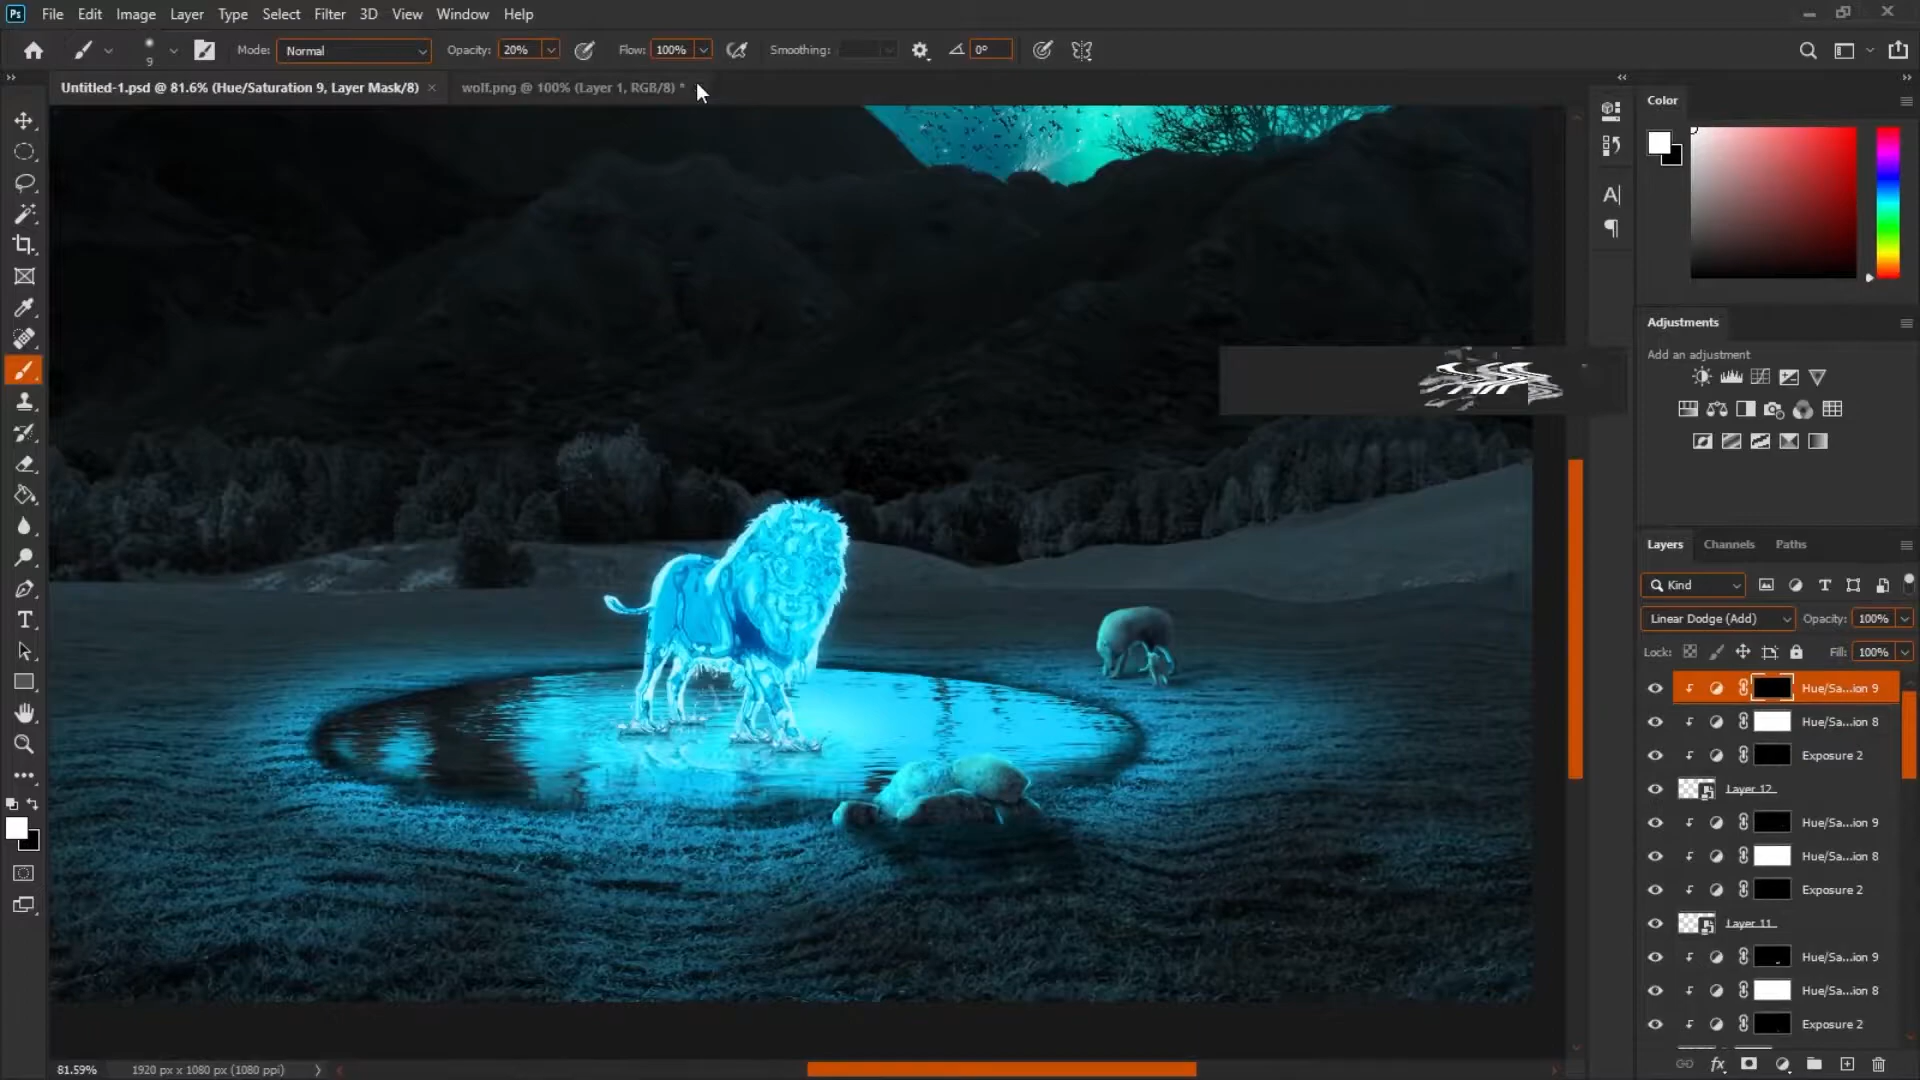 Ps File Edit Image Layer Type Select Filter 3D View Window Help
9 Mode: Normal Opacity: 20% Flow: 100% Smoothing: 0°
Untitled-1.psd @ 81.6% (Hue/Saturation 9, Layer Mask/8) × wolf.png @ 100% (Layer 1, RGB/8) *
Color
Adjustments
Add an adjustment
Layers Channels Paths
Kind
Linear Dodge (Add) Opacity: 100%
Lock: Fill: 100%
Hue/Sa...ion 9
Hue/Sa...ion 8
Exposure 2
Layer 12
Hue/Sa...ion 9
Hue/Sa...ion 8
Exposure 2
Layer 11
Hue/Sa...ion 9
Hue/Sa...ion 8
Exposure 2
81.59% 1920 px x 1080 px (1080 ppi)